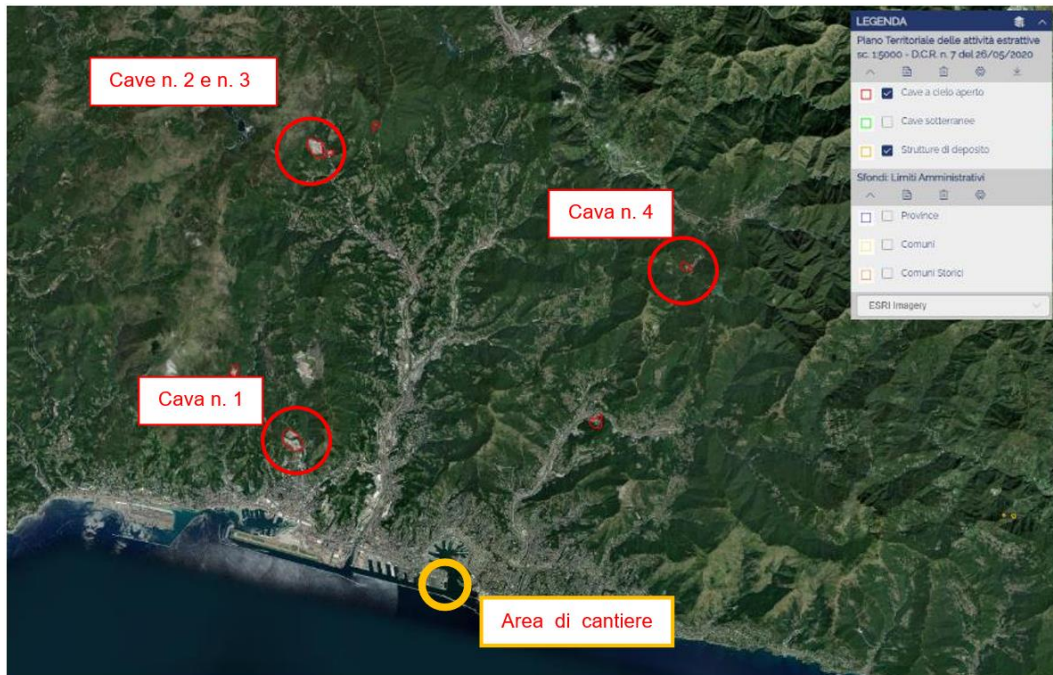 Cave n. 2 e n. 3
Cava n. 4
Cava n. 1
Area di cantiere
LEGENDA
Piano Territoriale delle attività estrattive
sc. 1:5000 - D.C.R. n. 7 del 26/05/2020
Cave a cielo aperto
Cave sotterranee
Strutture di deposito
Sfondi: Limiti Amministrativi
Province
Comuni
Comuni Storici
ESRI Imagery